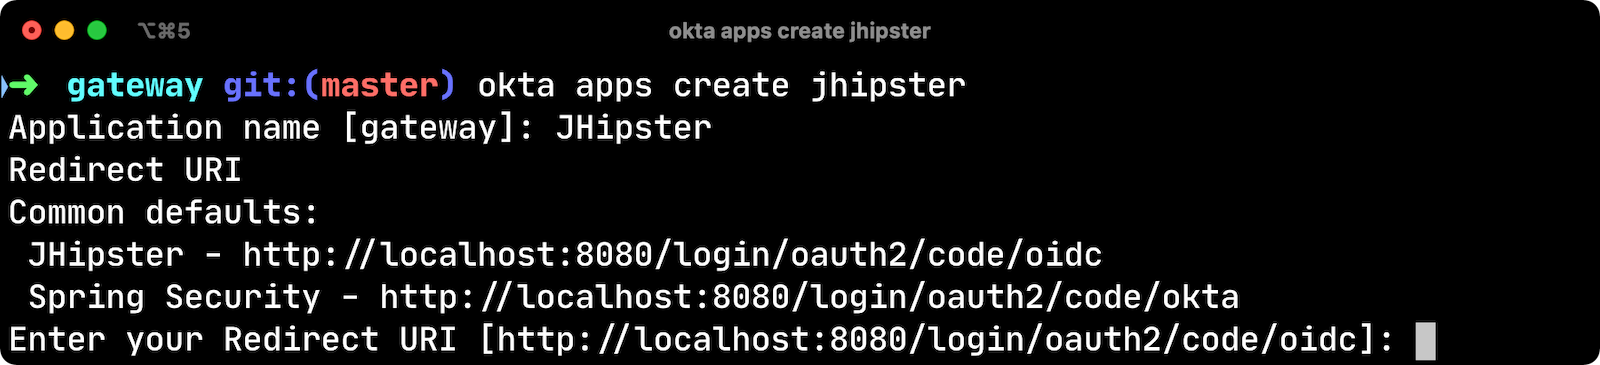 ⌥⌘5
okta apps create jhipster
➜ gateway git:(master) okta apps create jhipster
Application name [gateway]: JHipster
Redirect URI
Common defaults:
JHipster - http://localhost:8080/login/oauth2/code/oidc
Spring Security - http://localhost:8080/login/oauth2/code/okta
Enter your Redirect URI [http://localhost:8080/login/oauth2/code/oidc]: